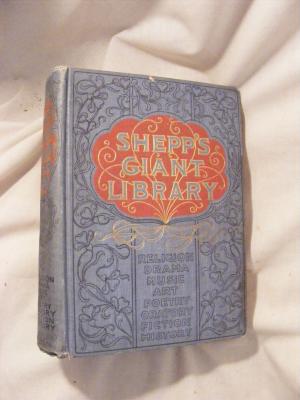 SHEPP'S
GIANT
LIBRARY
RELIGION
DRAMA
MUSIC
ART
POETRY
ORATORY
FICTION
HISTORY